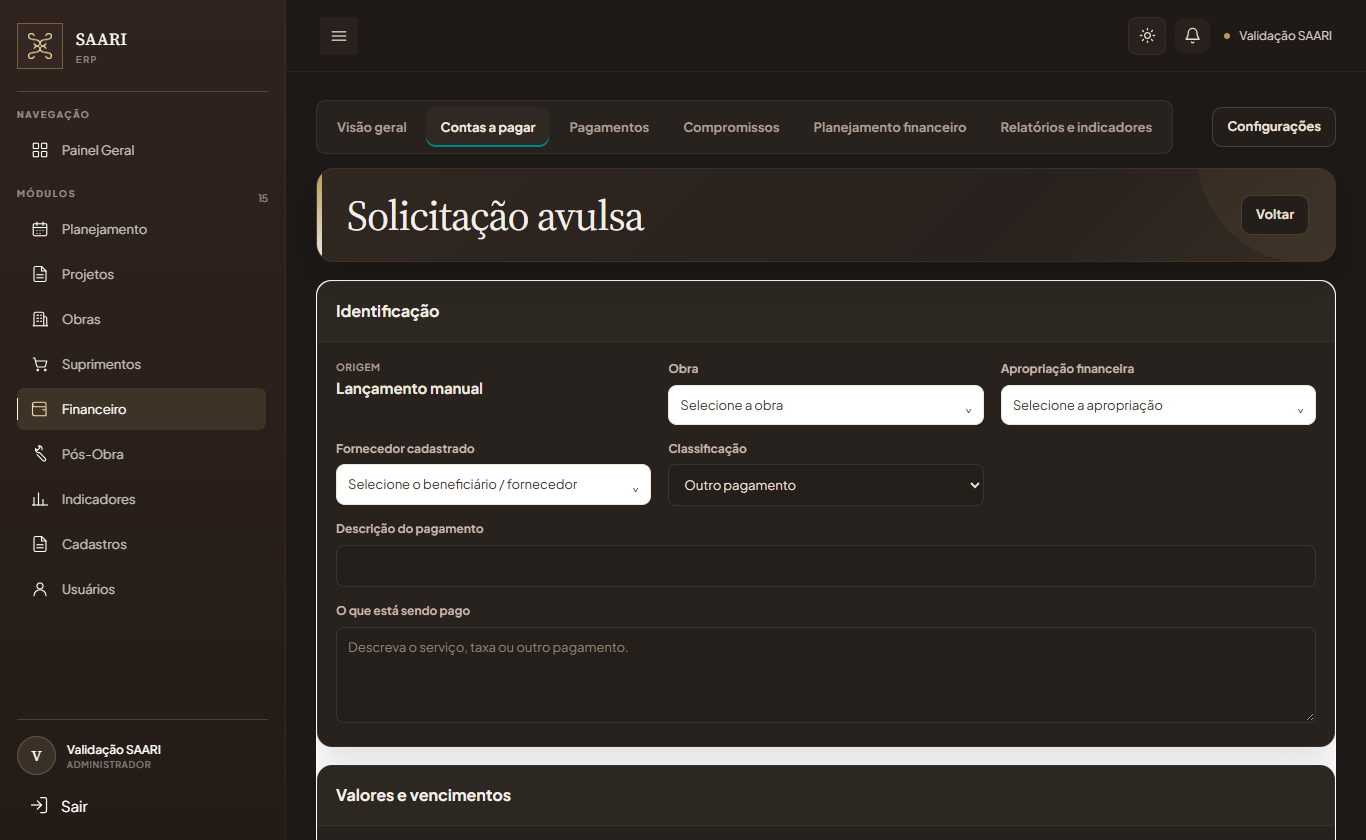 SAARI
ERP
NAVEGAÇÃO
Painel Geral
MÓDULOS
15
Planejamento
Projetos
Obras
Suprimentos
Financeiro
Pós-Obra
Indicadores
Cadastros
Usuários
V
Validação SAARI
ADMINISTRADOR
Sair
Validação SAARI
Visão geral
Contas a pagar
Pagamentos
Compromissos
Planejamento financeiro
Relatórios e indicadores
Configurações
Solicitação avulsa
Voltar
Identificação
ORIGEM
Lançamento manual
Obra
Selecione a obra
Apropriação financeira
Selecione a apropriação
Fornecedor cadastrado
Selecione o beneficiário / fornecedor
Classificação
Outro pagamento
Descrição do pagamento
O que está sendo pago
Descreva o serviço, taxa ou outro pagamento.
Valores e vencimentos